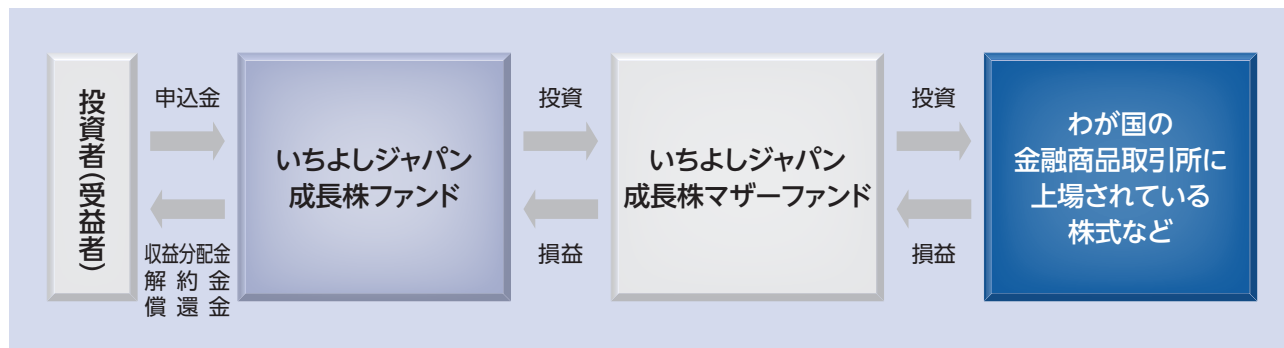 投資者(受益者)
申込金
収益分配金
解約金
償還金
いちよしジャパン
成長株ファンド
投資
損益
いちよしジャパン
成長株マザーファンド
投資
損益
わが国の
金融商品取引所に
上場されている
株式など